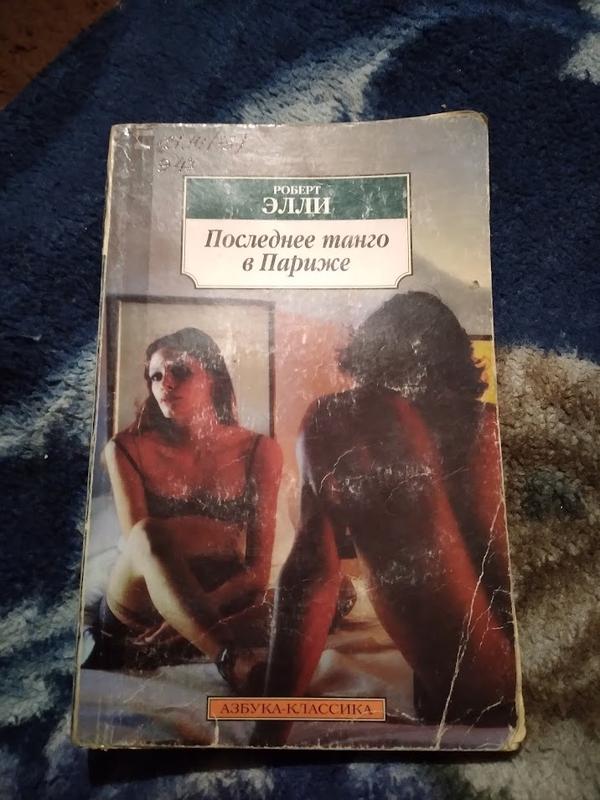 РОБЕРТ
ЭЛЛИ
Последнее танго
в Париже
АЗБУКА-КЛАССИКА